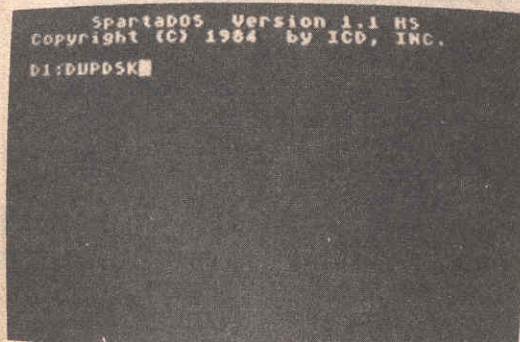 SpartaDOS Version 1.1 HS
Copyright (C) 1984 by ICD, INC.
D1:DUPDSK